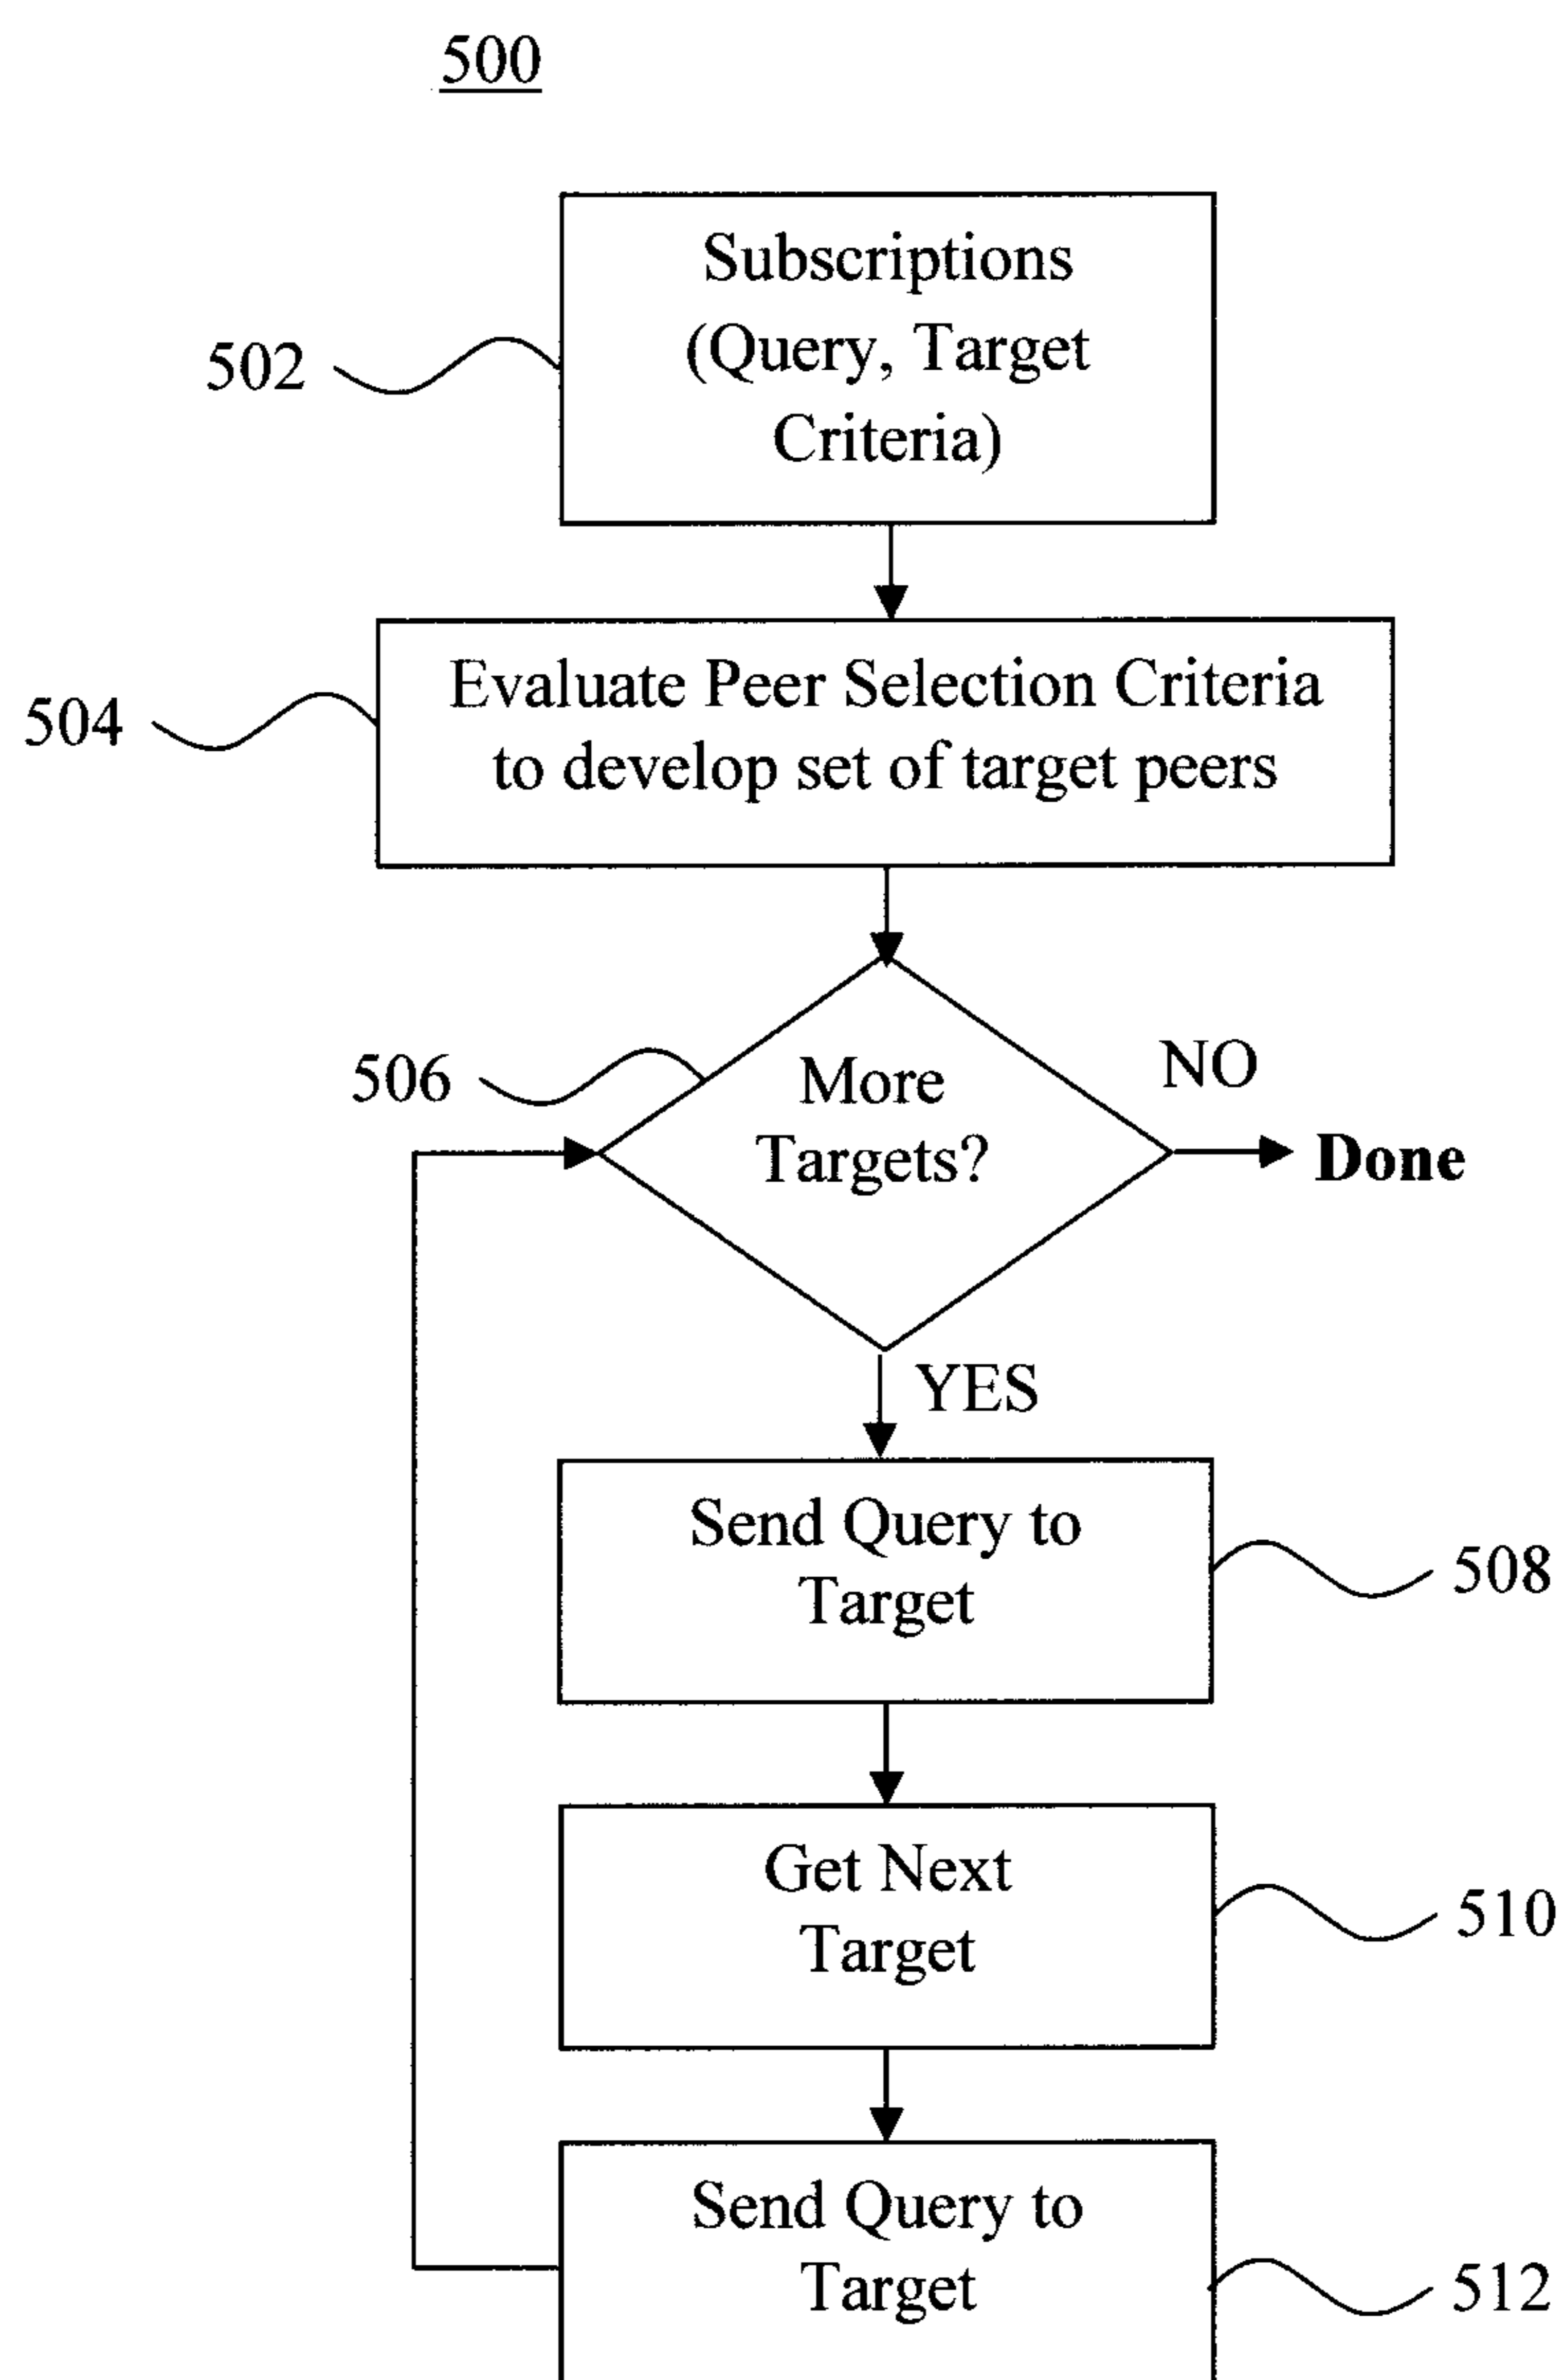 500
Subscriptions
(Query, Target
Criteria)
502
Evaluate Peer Selection Criteria
to develop set of target peers
504
506
More
Targets?
NO
Done
YES
Send Query to
Target
508
Get Next
Target
510
Send Query to
Target
512